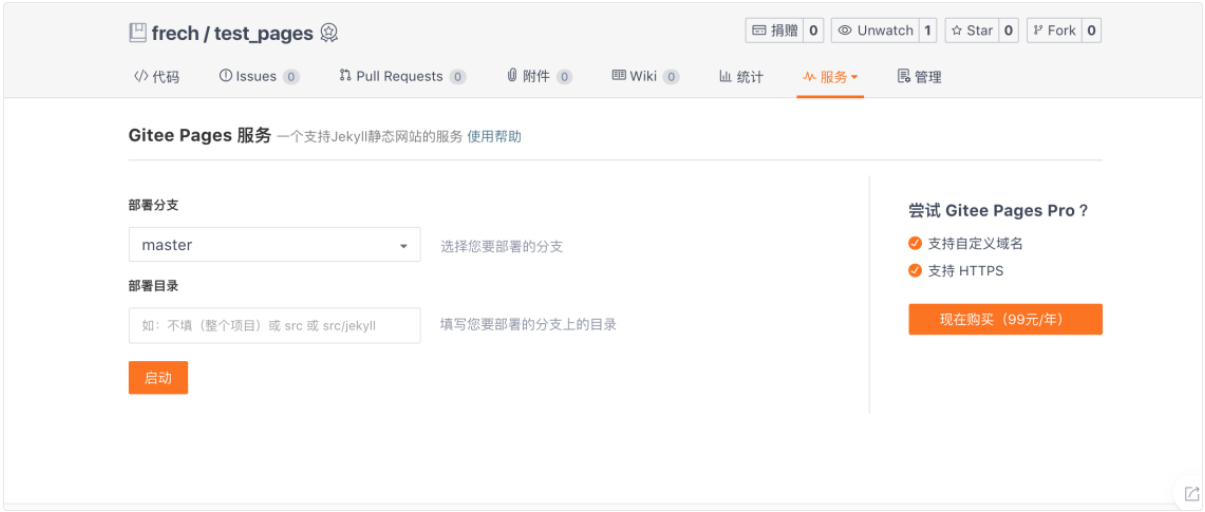 frech / test_pages
捐赠 0 Unwatch 1 Star 0 Fork 0
代码 Issues 0 Pull Requests 0 附件 0 Wiki 0 统计 服务 管理
Gitee Pages 服务 一个支持Jekyll静态网站的服务 使用帮助
部署分支
master 选择您要部署的分支
部署目录
如：不填（整个项目）或 src 或 src/jekyll 填写您要部署的分支上的目录
启动
尝试 Gitee Pages Pro ?
支持自定义域名
支持 HTTPS
现在购买（99元/年）